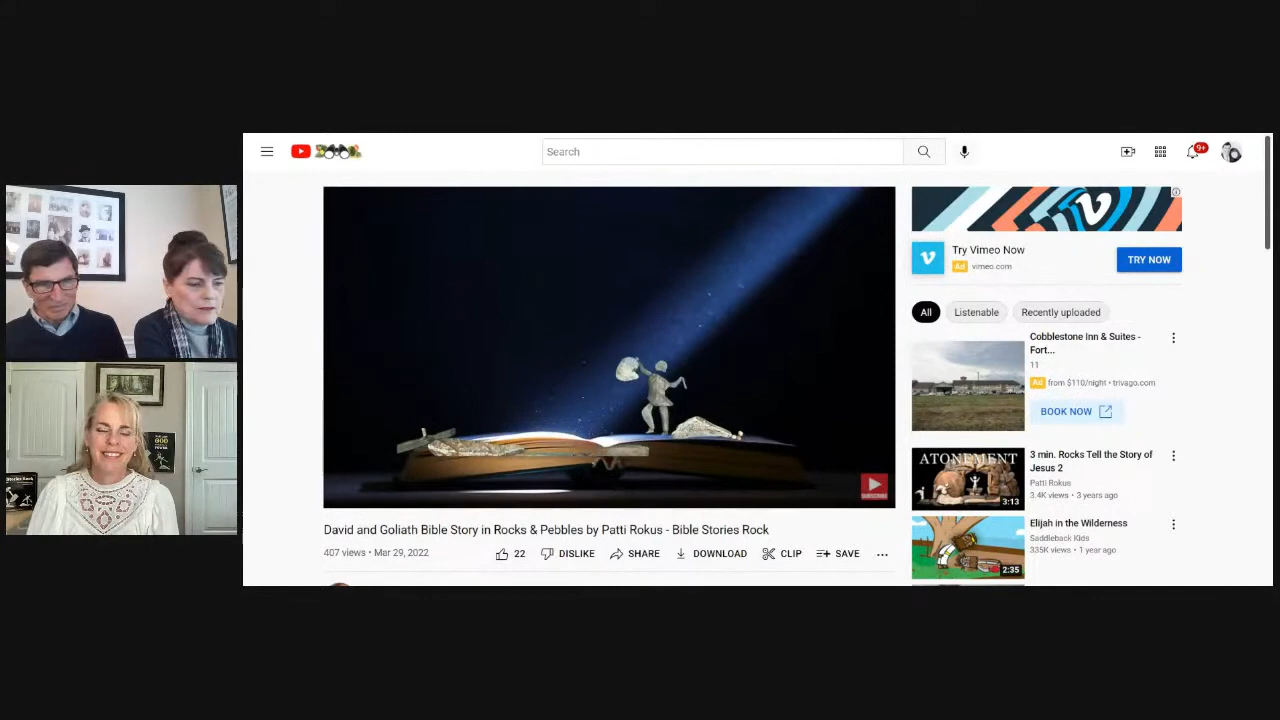 Search
9+
SUBSCRIBE
David and Goliath Bible Story in Rocks & Pebbles by Patti Rokus - Bible Stories Rock
407 views • Mar 29, 2022
22
DISLIKE
SHARE
DOWNLOAD
CLIP
SAVE
Try Vimeo Now
Ad vimeo.com
TRY NOW
All
Listenable
Recently uploaded
Cobblestone Inn & Suites -
Fort...
11
Ad from $110/night • trivago.com
BOOK NOW
ATONEMENT
3:13
3 min. Rocks Tell the Story of
Jesus 2
Patti Rokus
3.4K views • 3 years ago
2:35
Elijah in the Wilderness
Saddleback Kids
335K views • 1 year ago